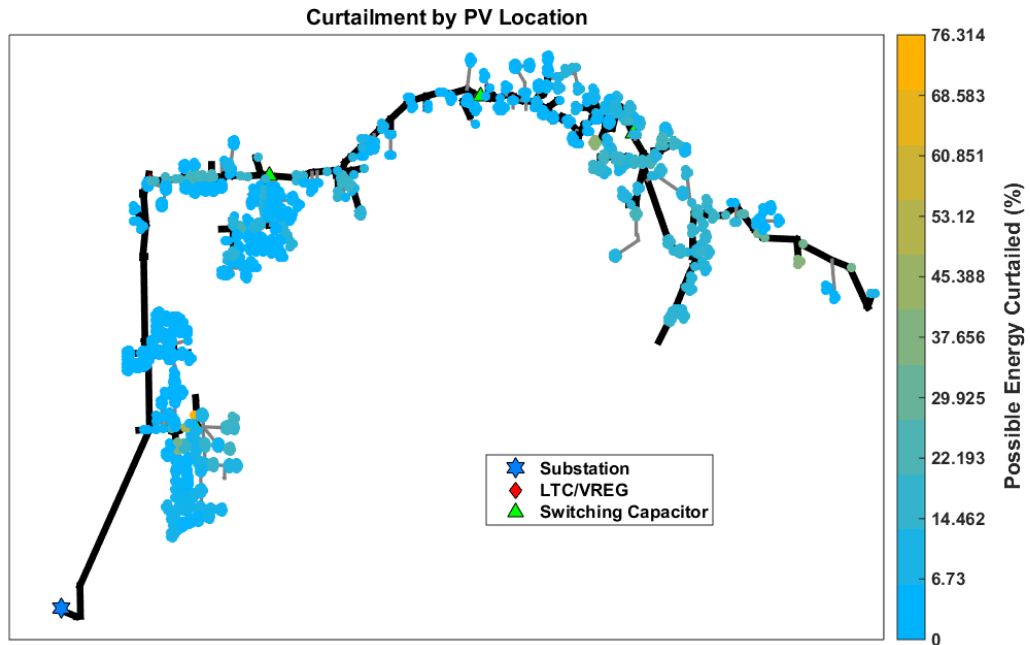 Curtailment by PV Location
76.314
68.583
60.851
53.12
45.388
37.656
29.925
22.193
14.462
6.73
0
Possible Energy Curtailed (%)
Substation
LTC/VREG
Switching Capacitor